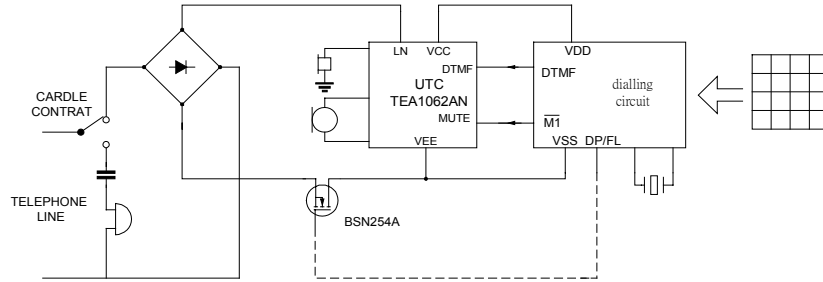 LN
VCC
VDD
DTMF
DTMF
UTC
TEA1062AN
dialling
circuit
CARDLE
CONTRAT
MUTE
M1
VEE
VSS DP/FL
TELEPHONE
LINE
BSN254A